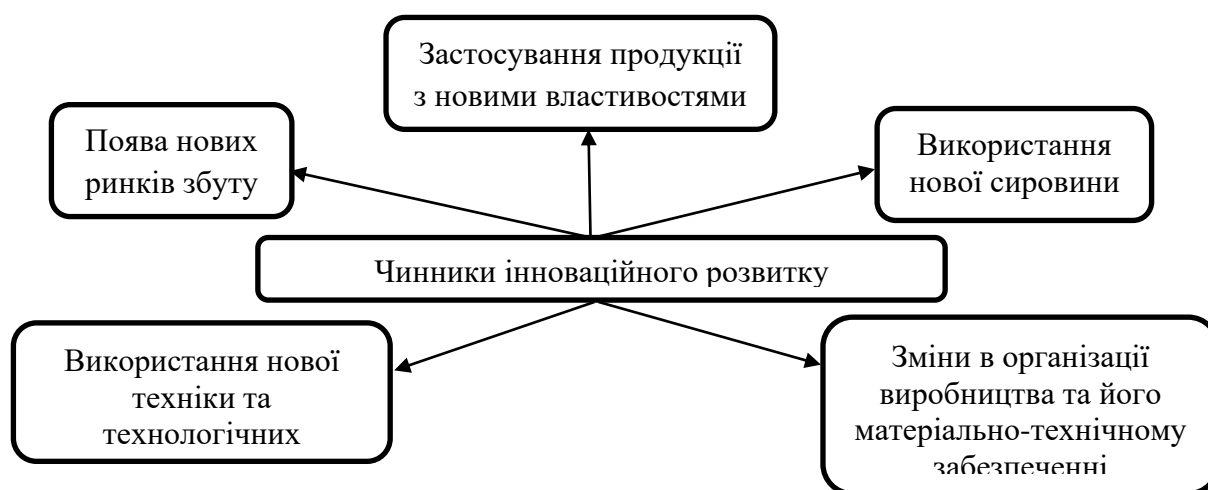 Застосування продукції
з новими властивостями
Поява нових
ринків збуту
Використання
нової сировини
Чинники інноваційного розвитку
Використання нової
техніки та
технологічних
Зміни в організації
виробництва та його
матеріально-технічному
забезпеченні